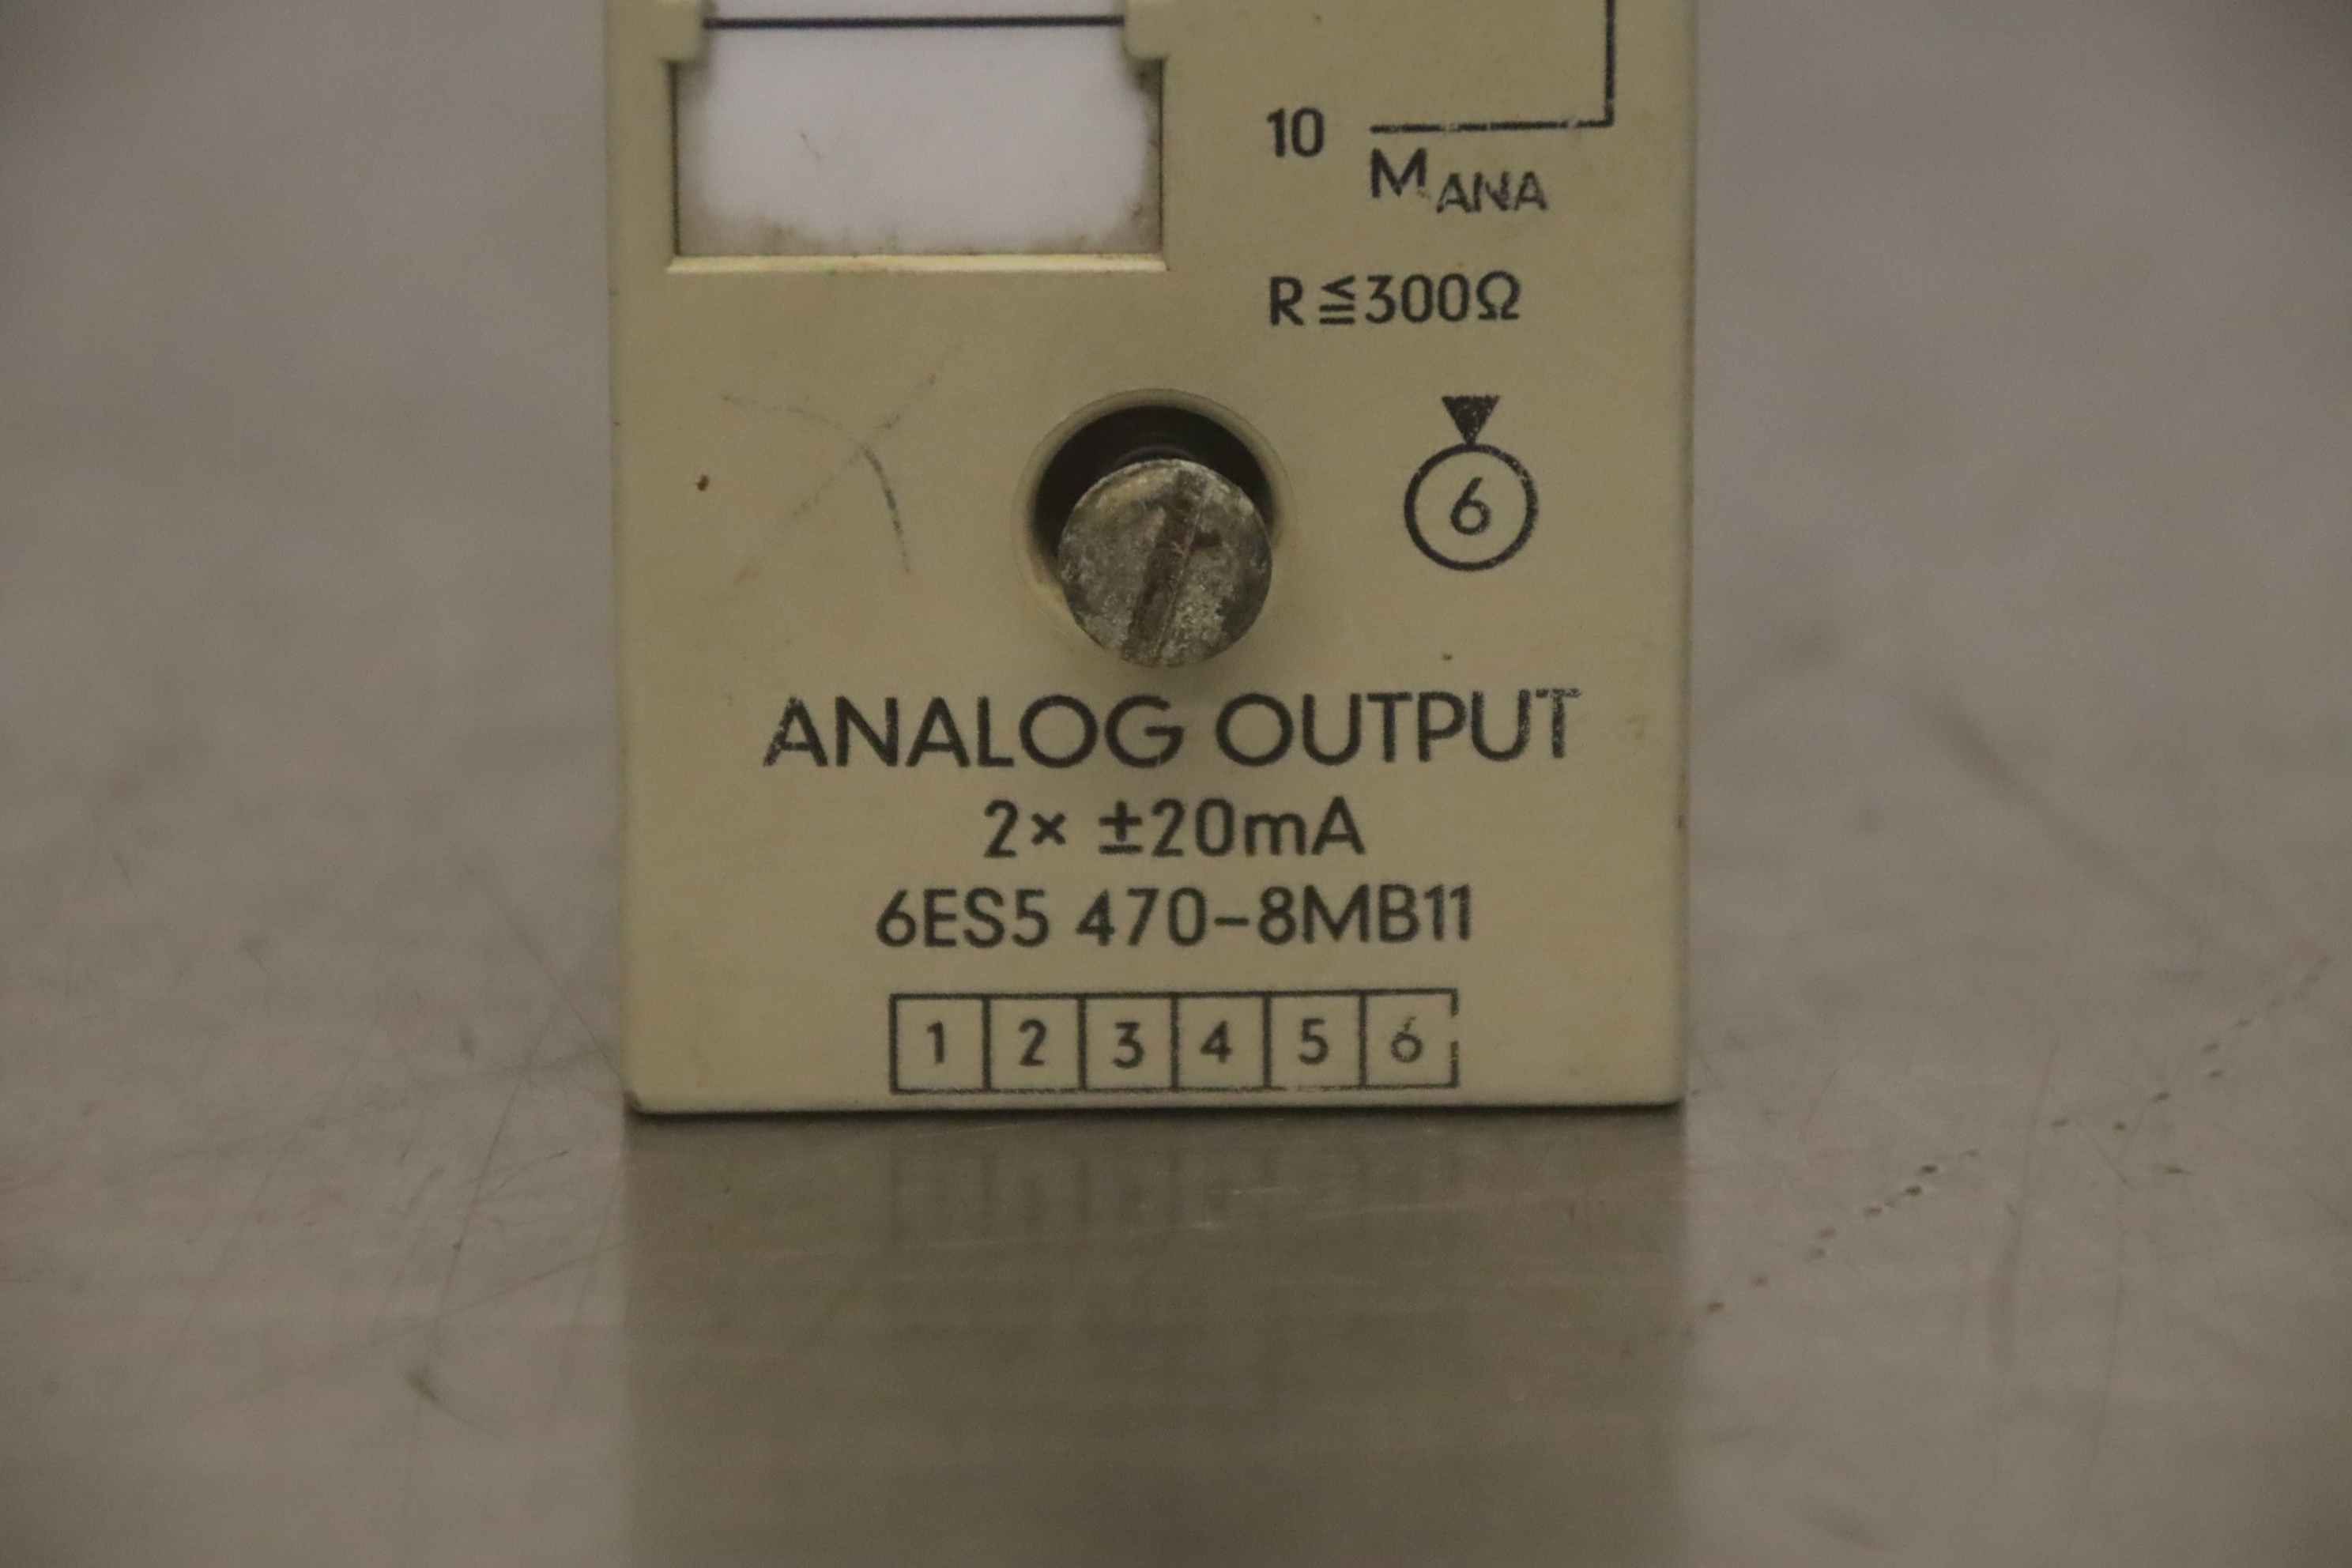 10
MANA
R≦300Ω
6
ANALOG OUTPUT
2× ±20mA
6ES5 470-8MB11
1 2 3 4 5 6